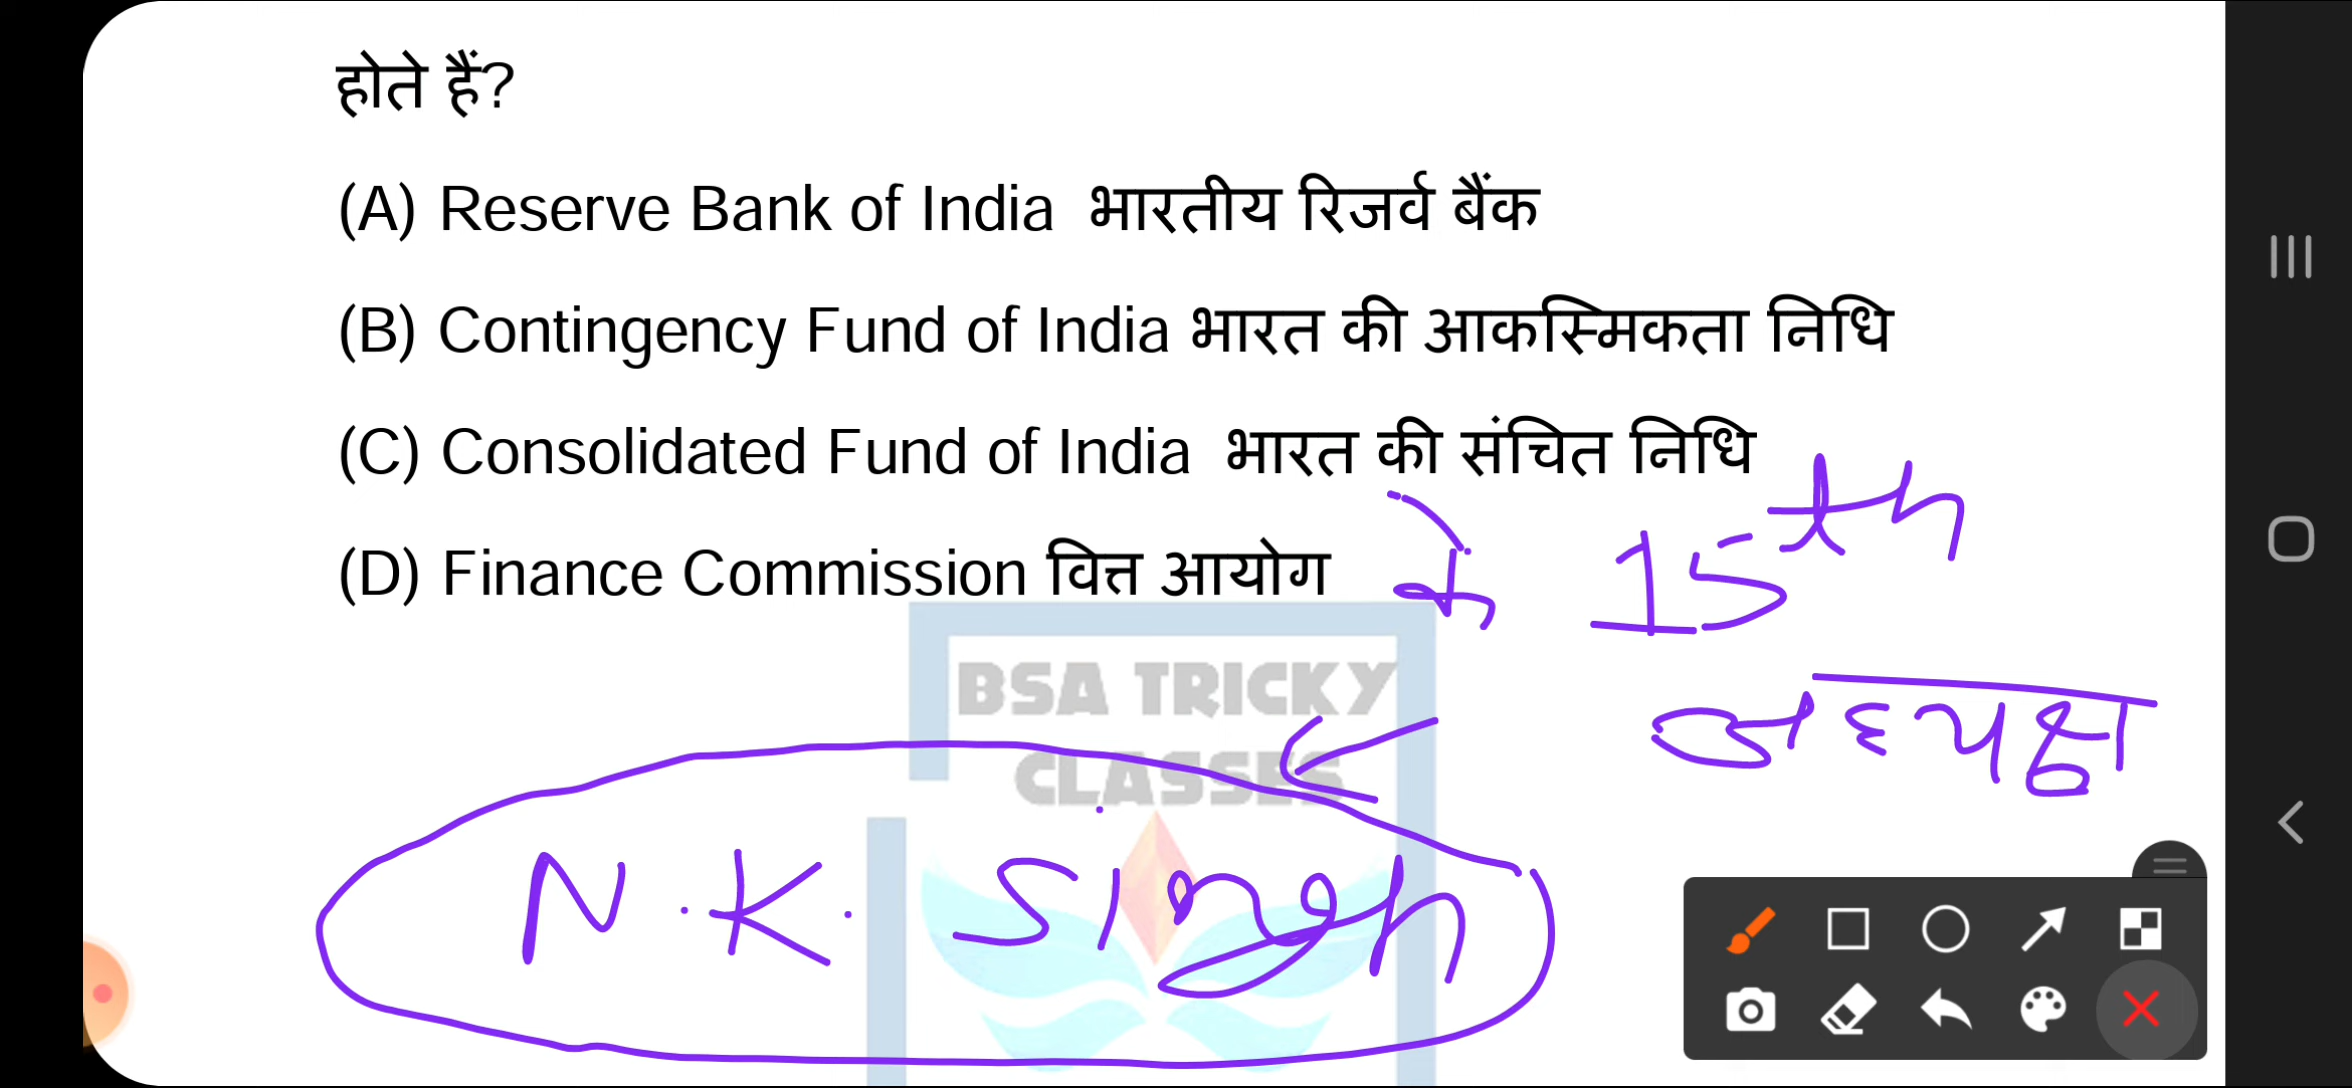 होते हैं?
(A) Reserve Bank of India भारतीय रिजर्व बैंक
(B) Contingency Fund of India भारत की आकस्मिकता निधि
(C) Consolidated Fund of India भारत की संचित निधि
(D) Finance Commission वित्त आयोग के 15th
अध्यक्ष
BSA TRICKY
CLASSES
N.K. Singh